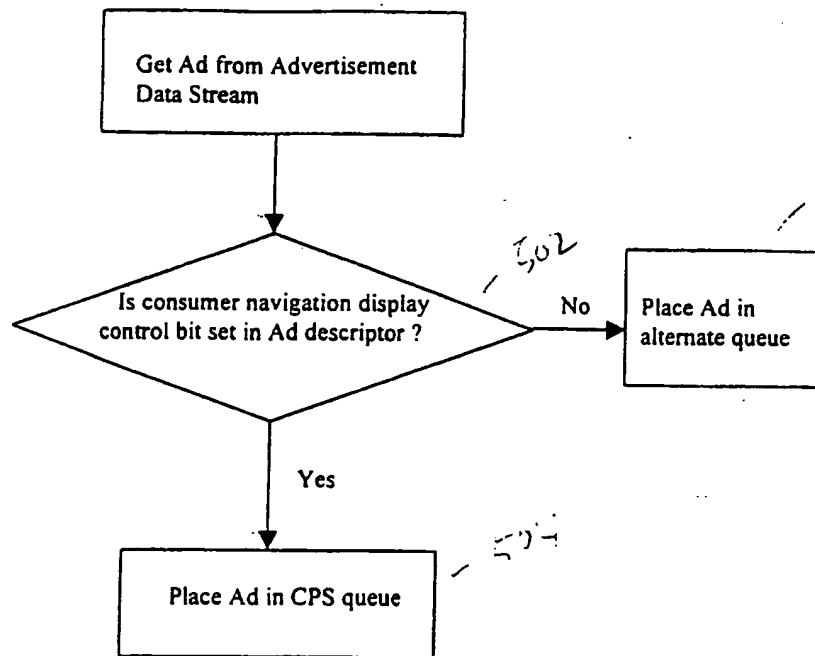 Get Ad from Advertisement
Data Stream
Is consumer navigation display
control bit set in Ad descriptor ?
502
No
Place Ad in
alternate queue
Yes
Place Ad in CPS queue